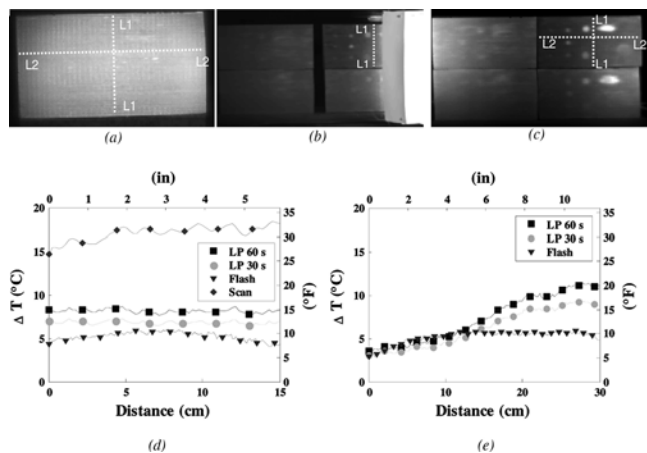 L1
L2
L2
L1
L1
L1
L1
L2
L2
L1
(a)
(b)
(c)
(in)
0 1 2 3 4 5
20
15
10
5
0
35
30
25
20
15
10
5
0
Δ T (°C)
(°F)
LP 60 s
LP 30 s
Flash
Scan
0 5 10 15
Distance (cm)
(d)
(in)
0 2 4 6 8 10
20
15
10
5
0
35
30
25
20
15
10
5
0
Δ T (°C)
(°F)
LP 60 s
LP 30 s
Flash
0 10 20 30
Distance (cm)
(e)